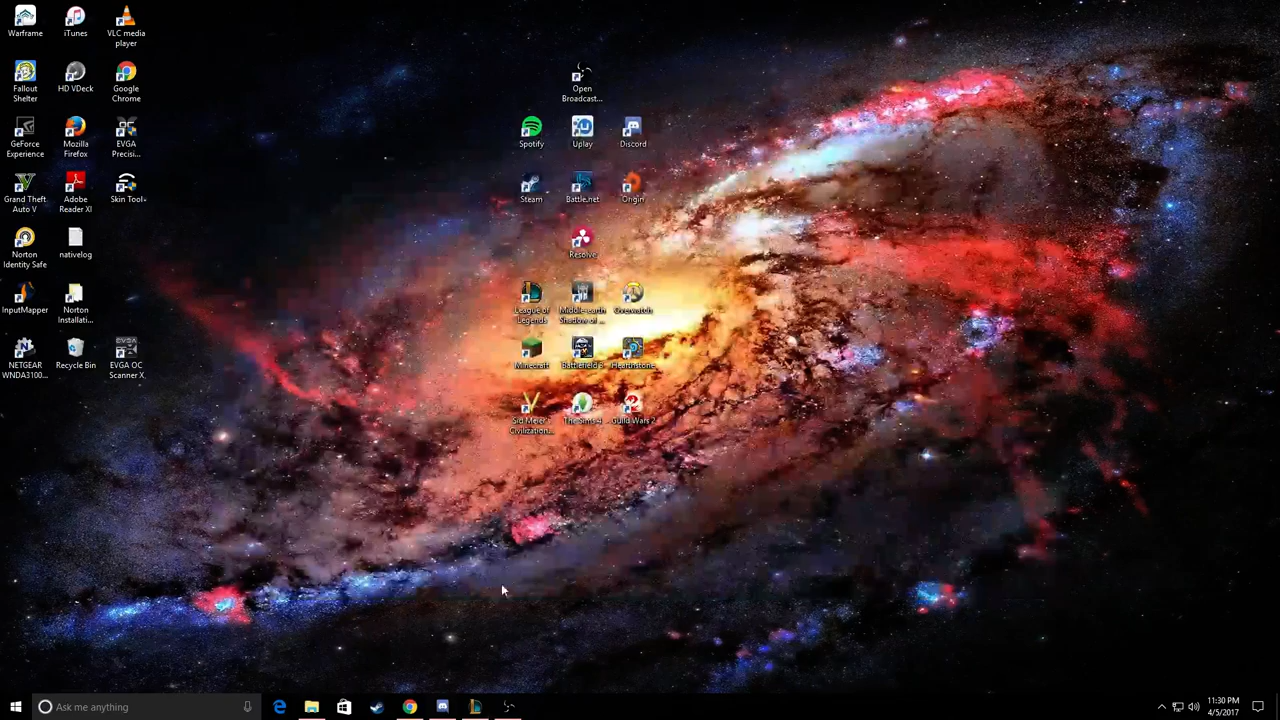 Warframe
iTunes
VLC media
player
Fallout
Shelter
HD VDeck
Google
Chrome
GeForce
Experience
Mozilla
Firefox
EVGA
Precisi...
Grand Theft
Auto V
Adobe
Reader XI
Skin Tool+
Norton
Identity Safe
nativelog
InputMapper
Norton
Installati...
NETGEAR
WNDA3100...
Recycle Bin
EVGA OC
Scanner X
Open
Broadcast...
Spotify
Uplay
Discord
Steam
Battle.net
Origin
Resolve
League of
Legends
Middle-earth
Shadow of ...
Overwatch
Minecraft
Battlefield 3
Hearthstone
Sid Meier's
Civilization...
The Sims 4
Guild Wars 2
Ask me anything
11:30 PM
4/5/2017